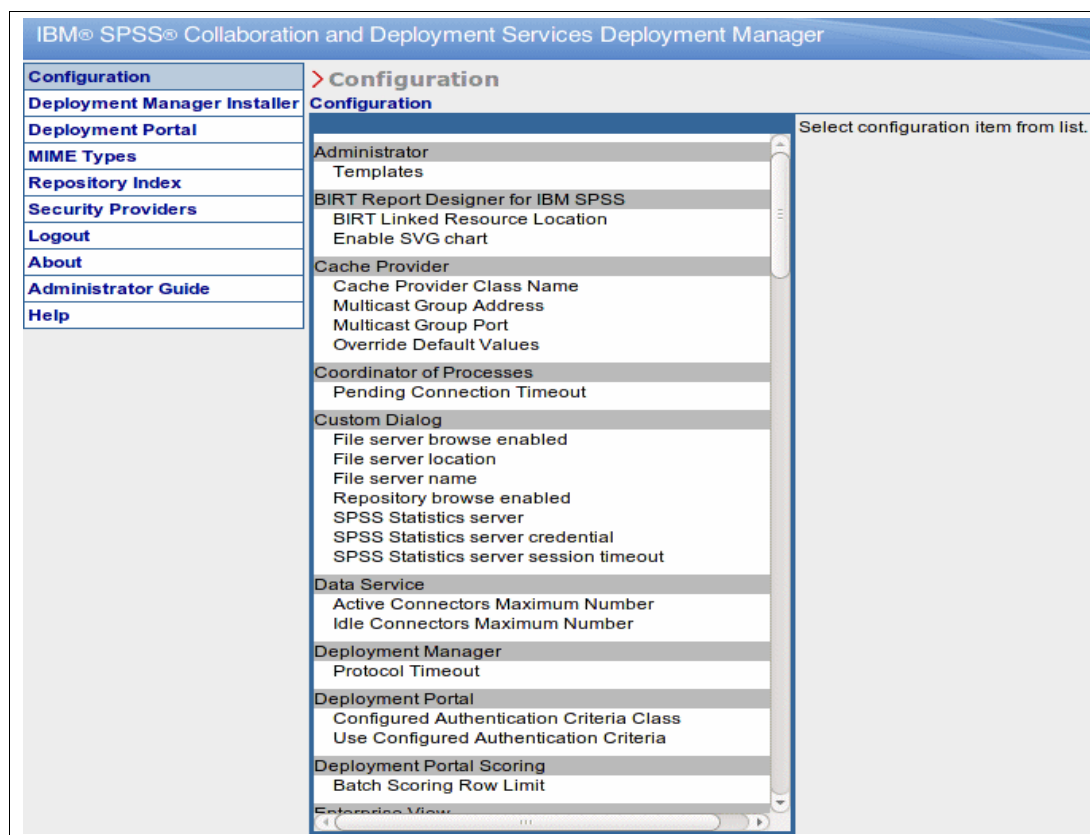 IBM® SPSS® Collaboration and Deployment Services Deployment Manager
Configuration
Deployment Manager Installer
Deployment Portal
MIME Types
Repository Index
Security Providers
Logout
About
Administrator Guide
Help
Configuration
Configuration
Administrator
Templates
BIRT Report Designer for IBM SPSS
BIRT Linked Resource Location
Enable SVG chart
Cache Provider
Cache Provider Class Name
Multicast Group Address
Multicast Group Port
Override Default Values
Coordinator of Processes
Pending Connection Timeout
Custom Dialog
File server browse enabled
File server location
File server name
Repository browse enabled
SPSS Statistics server
SPSS Statistics server credential
SPSS Statistics server session timeout
Data Service
Active Connectors Maximum Number
Idle Connectors Maximum Number
Deployment Manager
Protocol Timeout
Deployment Portal
Configured Authentication Criteria Class
Use Configured Authentication Criteria
Deployment Portal Scoring
Batch Scoring Row Limit
Enterprise View
Select configuration item from list.